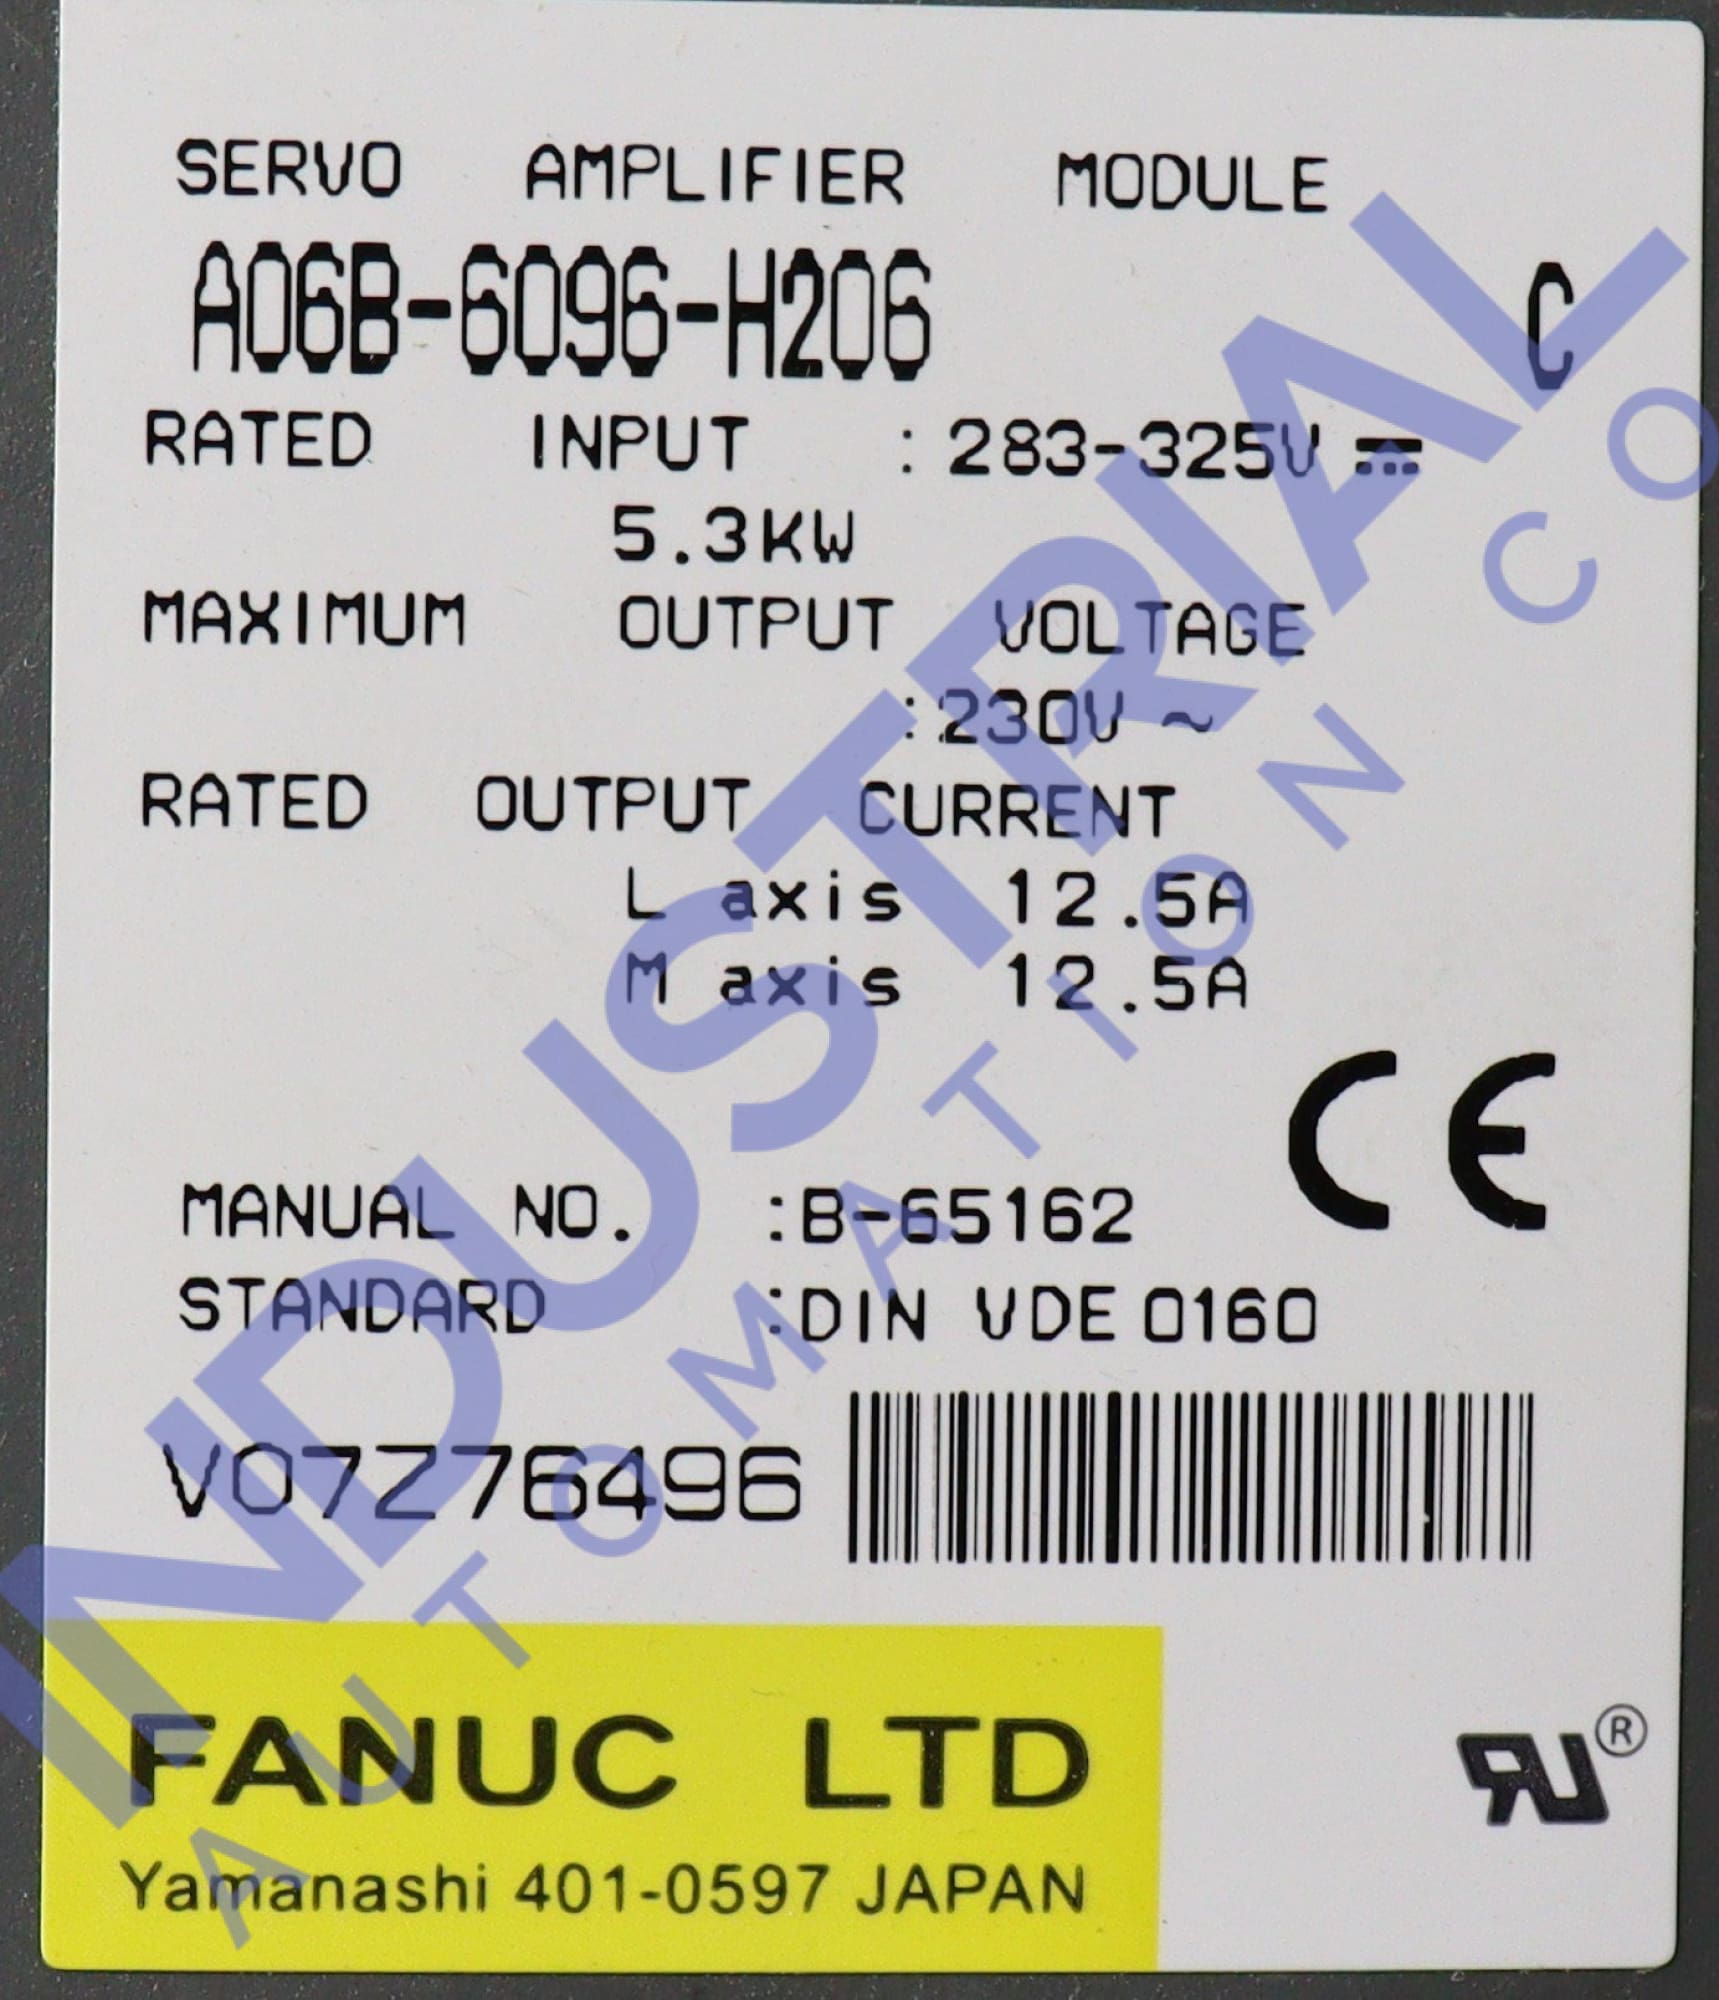 SERVO AMPLIFIER MODULE
A06B-6096-H206 C
RATED INPUT : 283-325V ⎓
5.3KW
MAXIMUM OUTPUT VOLTAGE
:230V ~
RATED OUTPUT CURRENT
L axis 12.5A
M axis 12.5A
CE
MANUAL NO. :B-65162
STANDARD :DIN VDE 0160
V07Z76496
FANUC LTD
Yamanashi 401-0597 JAPAN
RU®
INDUSTRIAL
AUTOMATION CO